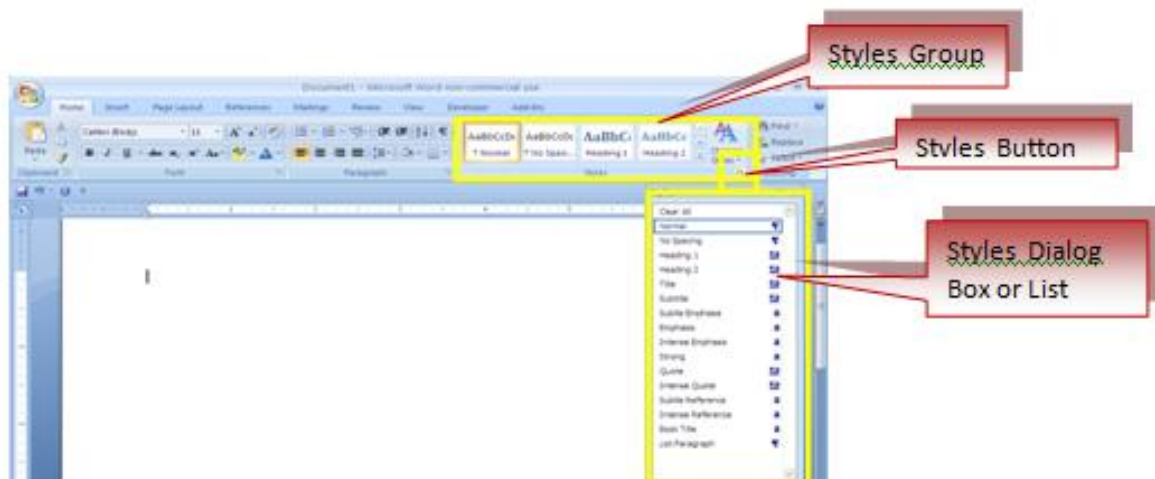 Styles Group
Document1 - Microsoft Word non-commercial use
Home Insert Page Layout References Mailings Review View Developer Add-Ins
Calibri (Body) 11
AaBbCcDc AaBbCcDc AaBbC AaBbCc
Find
Replace
Paste
¶ Normal ¶ No Spaci... Heading 1 Heading 2
Clipboard Font Paragraph Styles
Styles Button
Clear All
Normal
No Spacing
Heading 1
Heading 2
Title
Subtitle
Subtle Emphasis
Emphasis
Intense Emphasis
Strong
Quote
Intense Quote
Subtle Reference
Intense Reference
Book Title
List Paragraph
Styles Dialog
Box or List